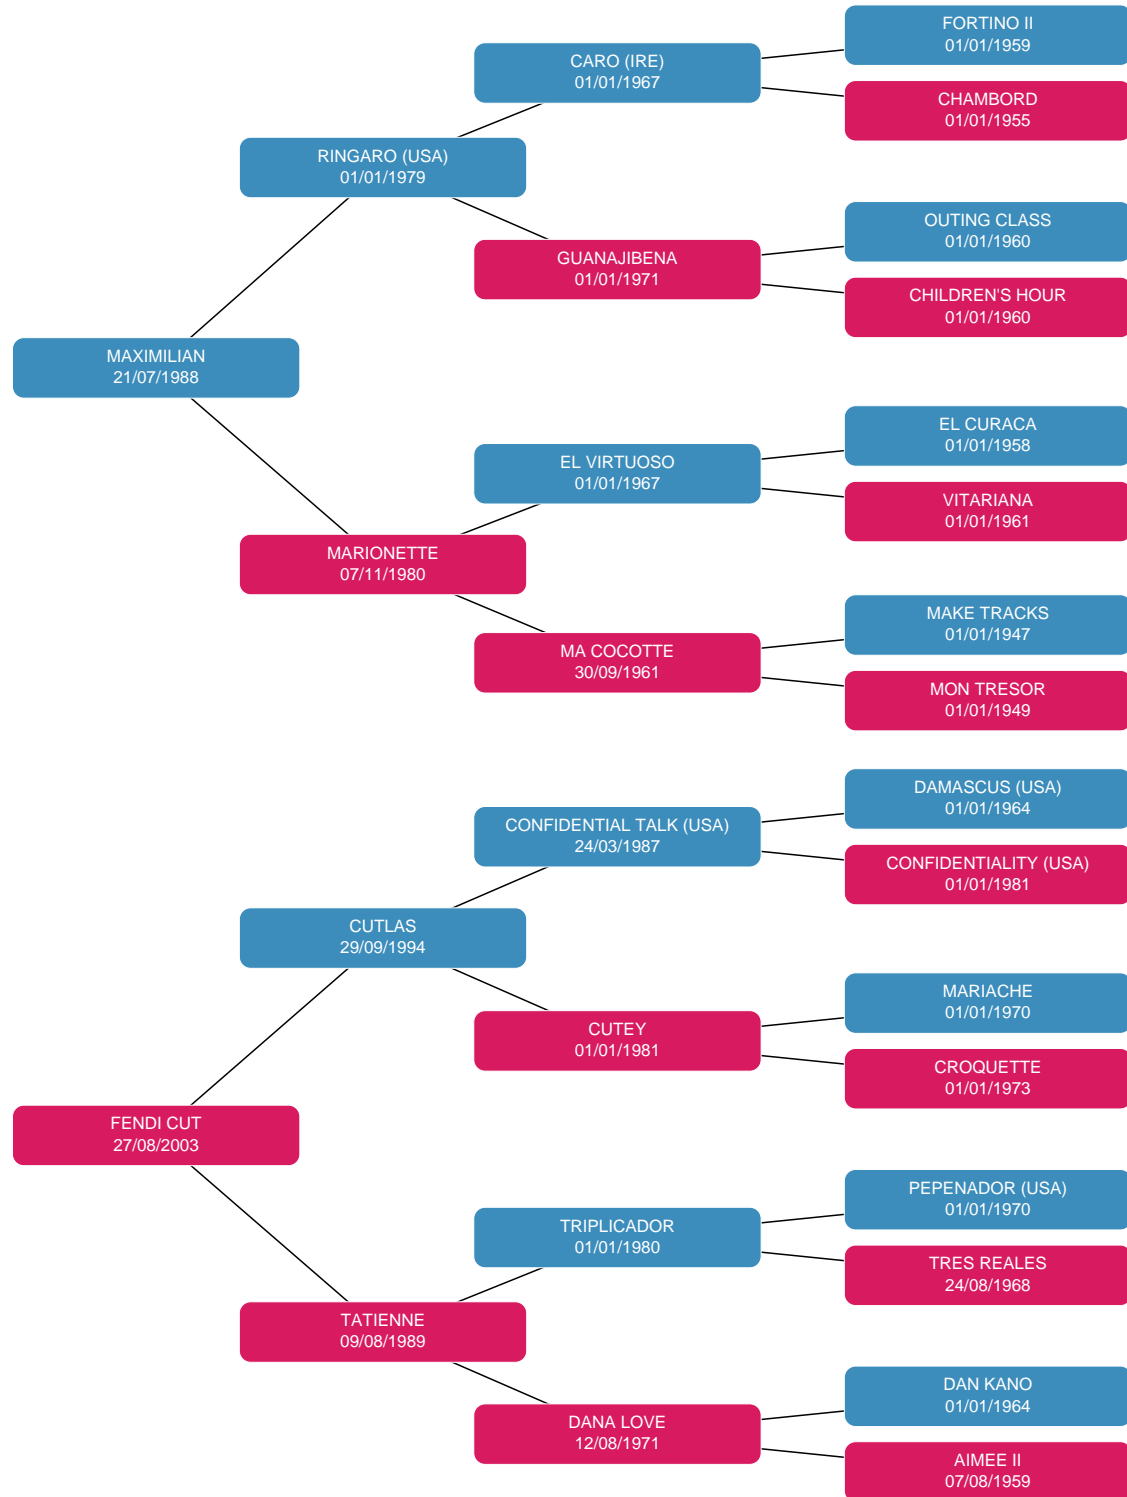 FORTINO II
01/01/1959
CARO (IRE)
01/01/1967
CHAMBORD
01/01/1955
RINGARO (USA)
01/01/1979
OUTING CLASS
01/01/1960
GUANAJIBENA
01/01/1971
CHILDREN'S HOUR
01/01/1960
MAXIMILIAN
21/07/1988
EL CURACA
01/01/1958
EL VIRTUOSO
01/01/1967
VITARIANA
01/01/1961
MARIONETTE
07/11/1980
MAKE TRACKS
01/01/1947
MA COCOTTE
30/09/1961
MON TRESOR
01/01/1949
DAMASCUS (USA)
01/01/1964
CONFIDENTIAL TALK (USA)
24/03/1987
CONFIDENTIALITY (USA)
01/01/1981
CUTLAS
29/09/1994
MARIACHE
01/01/1970
CUTEY
01/01/1981
CROQUETTE
01/01/1973
FENDI CUT
27/08/2003
PEPENADOR (USA)
01/01/1970
TRIPLICADOR
01/01/1980
TRES REALES
24/08/1968
TATIENNE
09/08/1989
DAN KANO
01/01/1964
DANA LOVE
12/08/1971
AIMEE II
07/08/1959